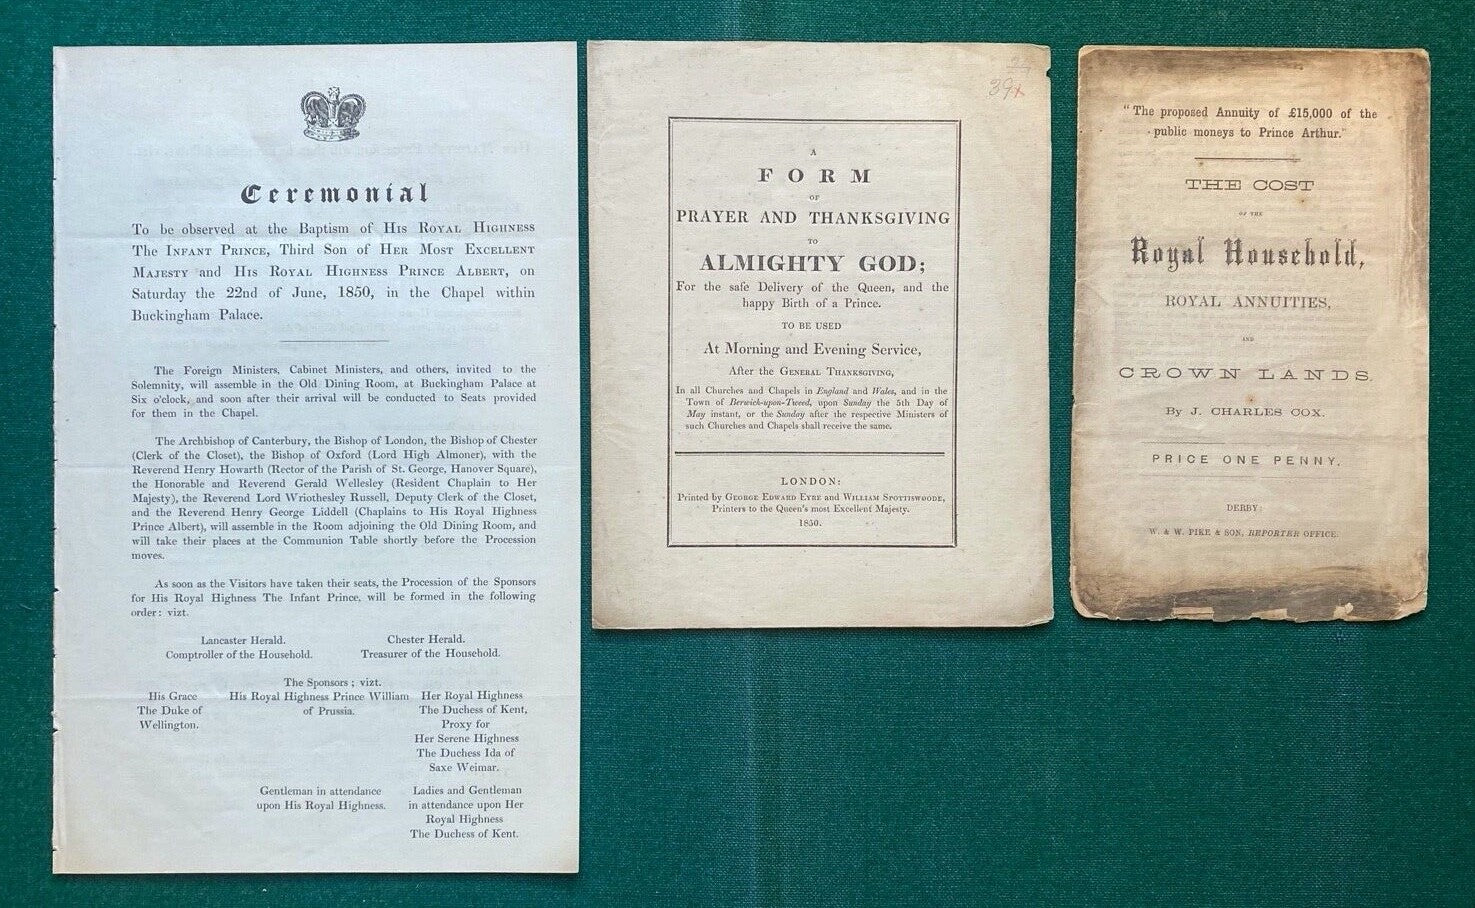 Ceremonial
To be observed at the Baptism of His Royal Highness
The Infant Prince, Third Son of Her Most Excellent
Majesty and His Royal Highness Prince Albert, on
Saturday the 22nd of June, 1850, in the Chapel within
Buckingham Palace.
The Foreign Ministers, Cabinet Ministers, and others, invited to the
Solemnity, will assemble in the Old Dining Room, at Buckingham Palace at
Six o'clock, and soon after their arrival will be conducted to Seats provided
for them in the Chapel.
The Archbishop of Canterbury, the Bishop of London, the Bishop of Chester
(Clerk of the Closet), the Bishop of Oxford (Lord High Almoner), with the
Reverend Henry Howarth (Rector of the Parish of St. George, Hanover Square),
the Honorable and Reverend Gerald Wellesley (Resident Chaplain to Her
Majesty), the Reverend Lord Wriothesley Russell, Deputy Clerk of the Closet,
and the Reverend Henry George Liddell (Chaplains to His Royal Highness
Prince Albert), will assemble in the Room adjoining the Old Dining Room, and
will take their places at the Communion Table shortly before the Procession
moves.
As soon as the Visitors have taken their seats, the Procession of the Sponsors
for His Royal Highness The Infant Prince, will be formed in the following
order: vizt.
Lancaster Herald. Chester Herald.
Comptroller of the Household. Treasurer of the Household.
The Sponsors; vizt.
His Grace His Royal Highness Prince William Her Royal Highness
The Duke of of Prussia. The Duchess of Kent,
Wellington. Proxy for
Her Serene Highness
The Duchess Ida of
Saxe Weimar.
Gentleman in attendance Ladies and Gentleman
upon His Royal Highness. in attendance upon Her
Royal Highness
The Duchess of Kent.
39x
A
FORM
OF
PRAYER AND THANKSGIVING
TO
ALMIGHTY GOD;
For the safe Delivery of the Queen, and the
happy Birth of a Prince.
TO BE USED
At Morning and Evening Service,
After the General Thanksgiving,
In all Churches and Chapels in England and Wales, and in the
Town of Berwick-upon-Tweed, upon Sunday the 5th Day of
May instant, or the Sunday after the respective Ministers of
such Churches and Chapels shall receive the same.
LONDON:
Printed by George Edward Eyre and William Spottiswoode,
Printers to the Queen's most Excellent Majesty.
1850.
"The proposed Annuity of £15,000 of the
public moneys to Prince Arthur."
THE COST
OF THE
Royal Household,
ROYAL ANNUITIES,
AND
CROWN LANDS.
By J. CHARLES COX.
PRICE ONE PENNY.
DERBY:
W. & W. PIKE & SON, REPORTER OFFICE.